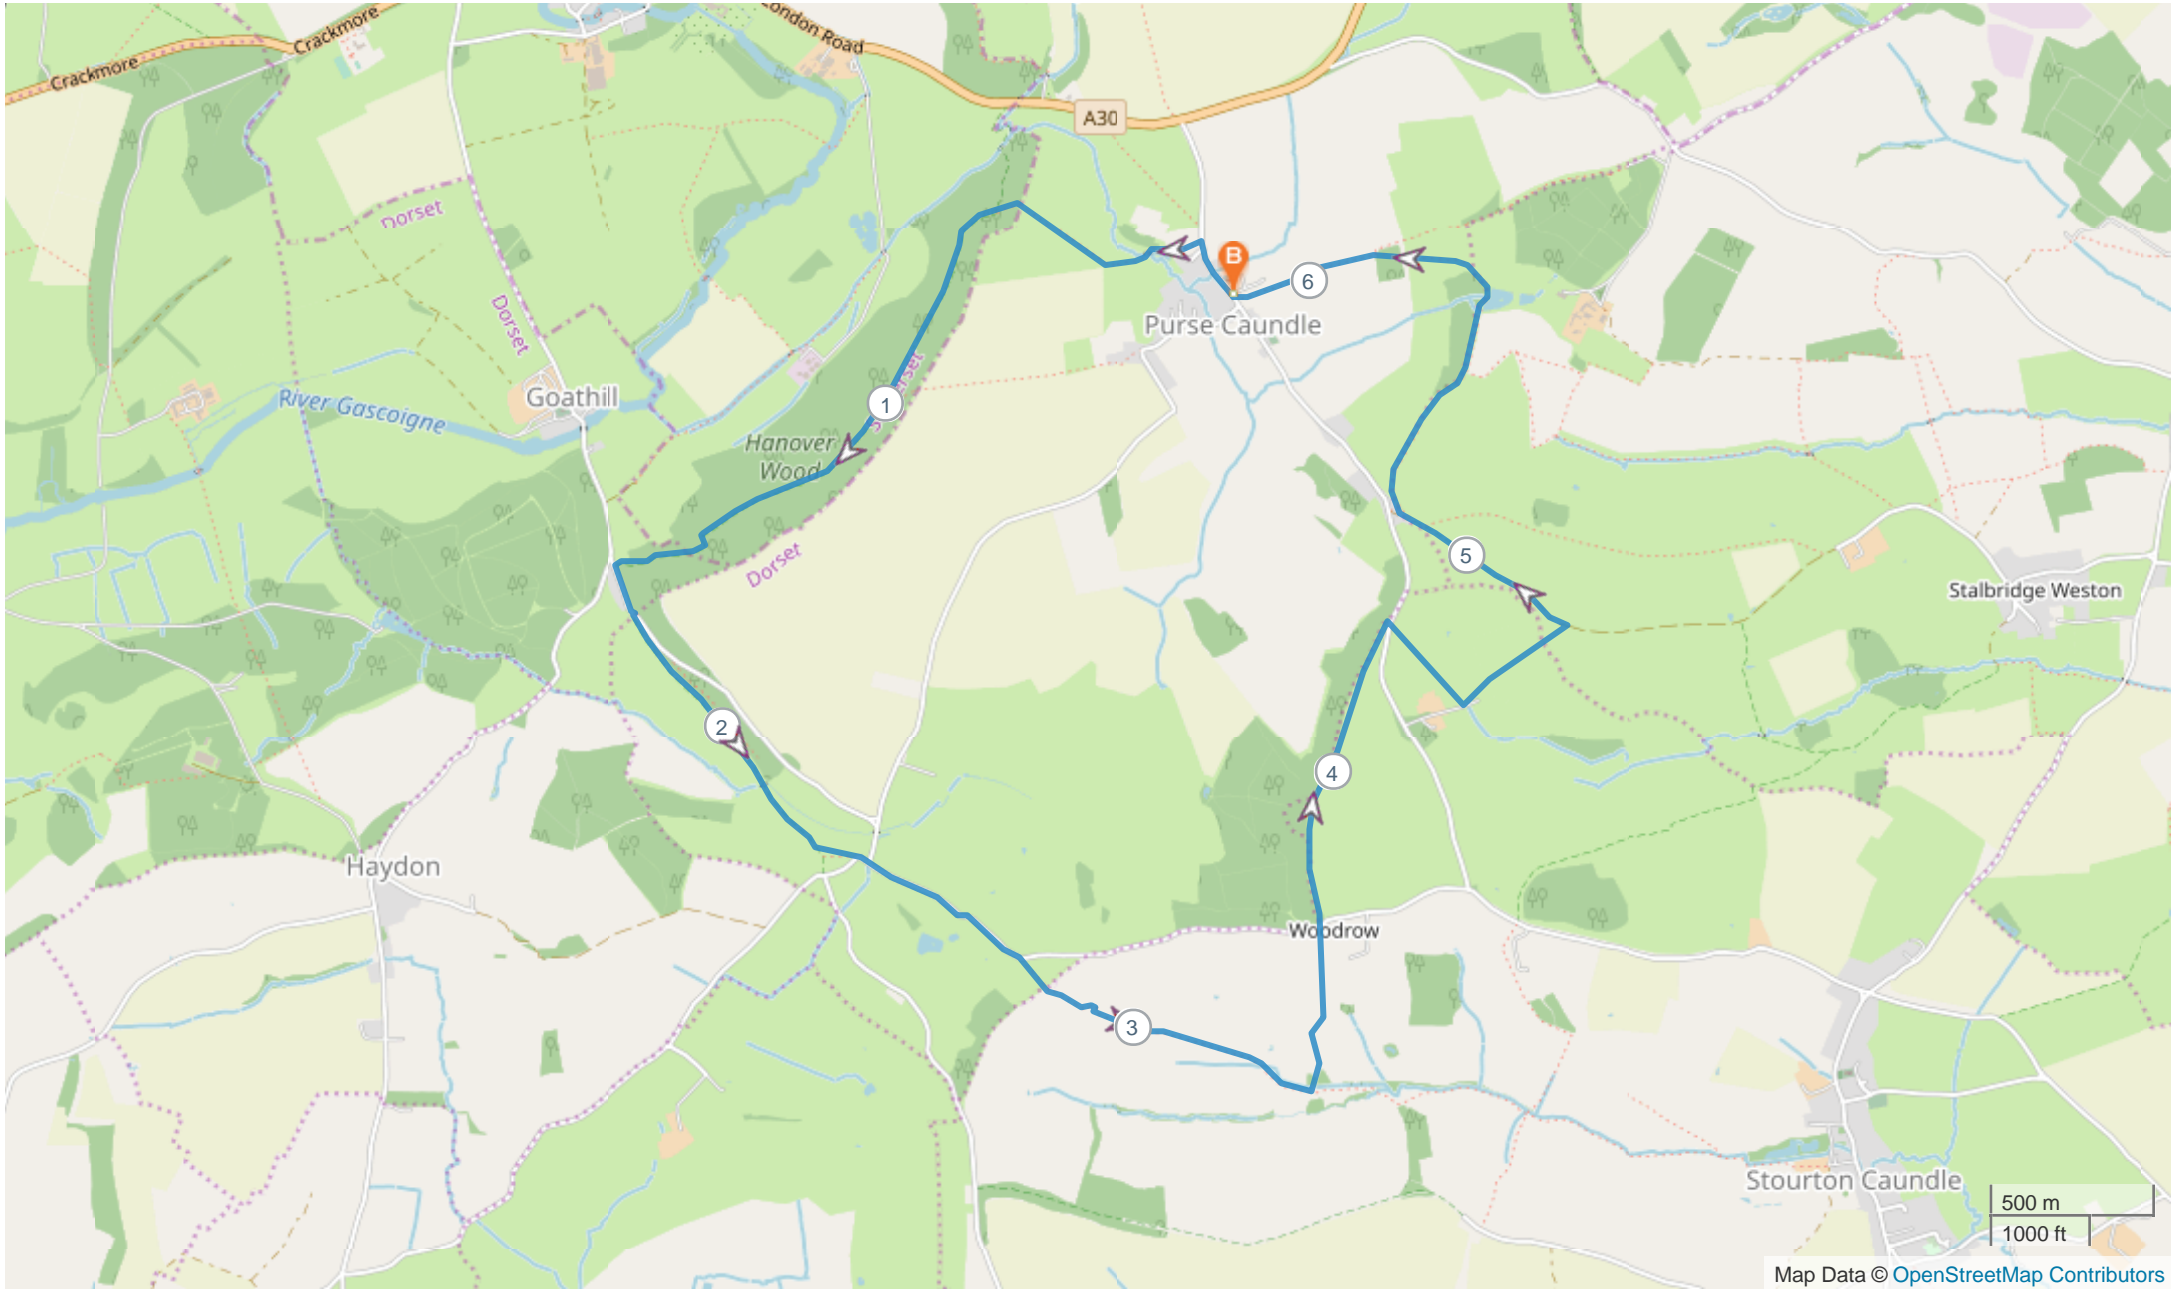 Crackmore
Crackmore
London Road
A30
Dorset
Dorset
B
6
Purse Caundle
Goathill
River Gascoigne
1
Hanover
Wood
Dorset
5
Stalbridge Weston
2
4
Haydon
Woodrow
3
Stourton Caundle
500 m
1000 ft
Map Data © OpenStreetMap Contributors